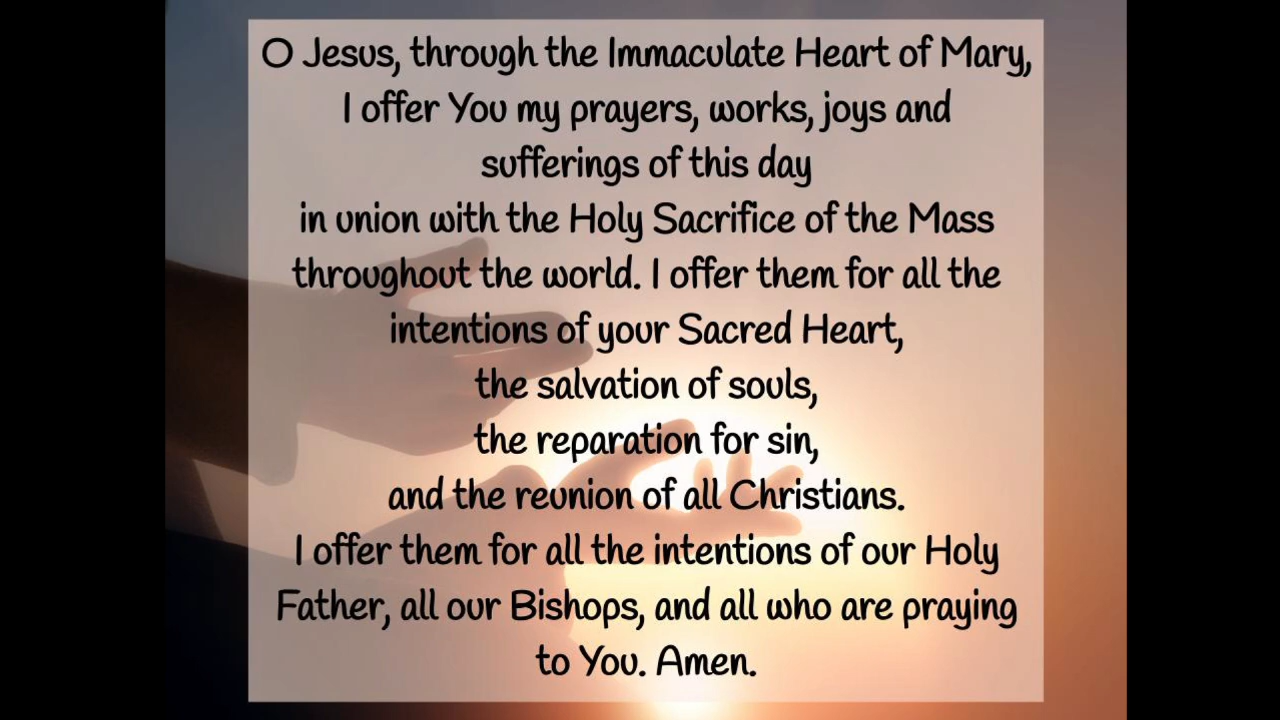 O Jesus, through the Immaculate Heart of Mary,
I offer You my prayers, works, joys and
sufferings of this day
in union with the Holy Sacrifice of the Mass
throughout the world. I offer them for all the
intentions of your Sacred Heart,
the salvation of souls,
the reparation for sin,
and the reunion of all Christians.
I offer them for all the intentions of our Holy
Father, all our Bishops, and all who are praying
to You. Amen.